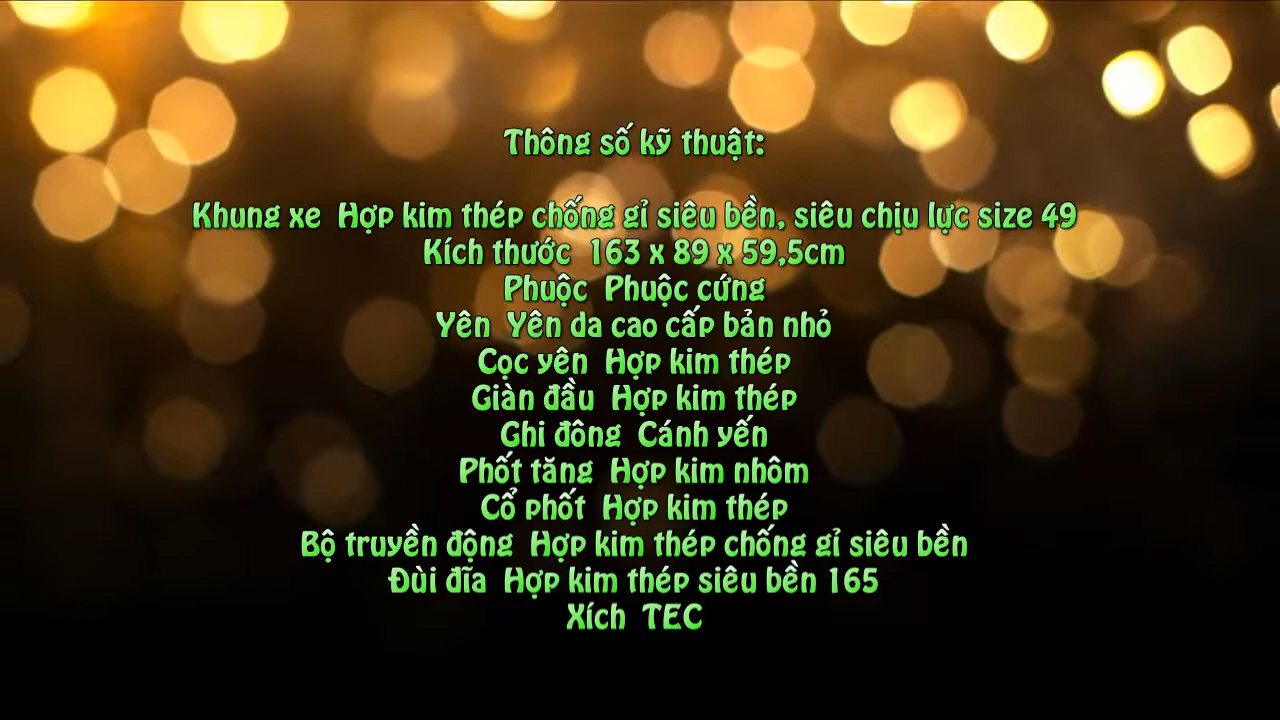 Thông số kỹ thuật:
Khung xe Hợp kim thép chống gỉ siêu bền, siêu chịu lực size 49
Kích thước 163 x 89 x 59,5cm
Phuộc Phuộc cứng
Yên Yên da cao cấp bản nhỏ
Cọc yên Hợp kim thép
Giàn đầu Hợp kim thép
Ghi đông Cánh yến
Phốt tăng Hợp kim nhôm
Cổ phốt Hợp kim thép
Bộ truyền động Hợp kim thép chống gỉ siêu bền
Đùi đĩa Hợp kim thép siêu bền 165
Xích TEC